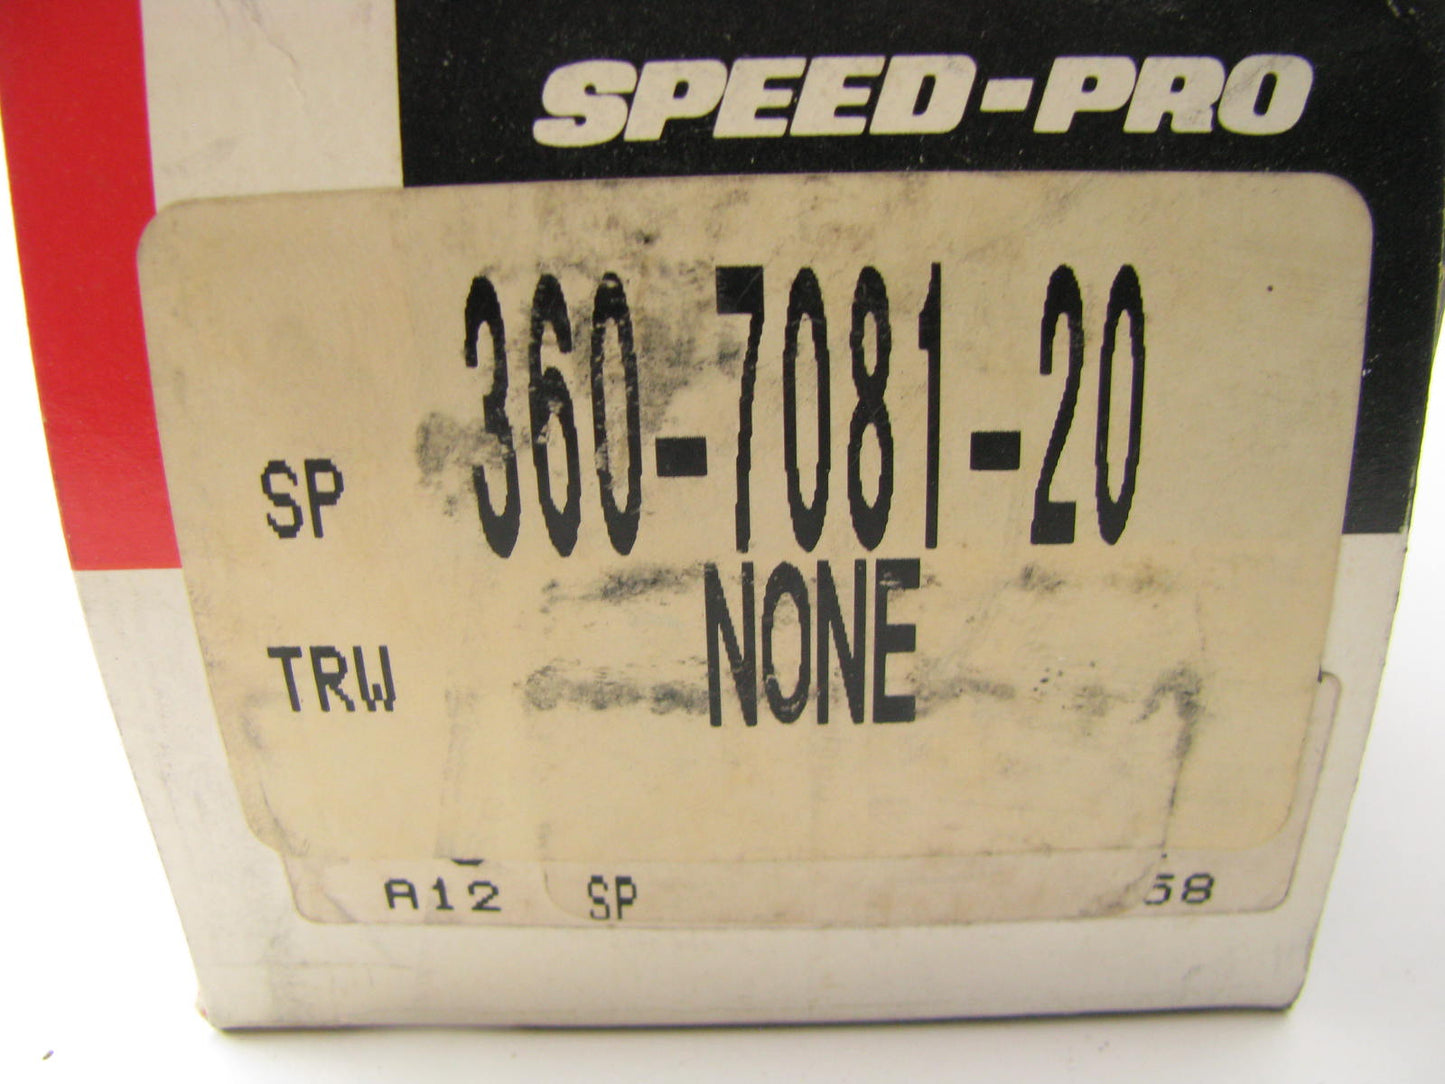 SPEED-PRO
SP 360-7081-20
TRW NONE
A12 SP 58